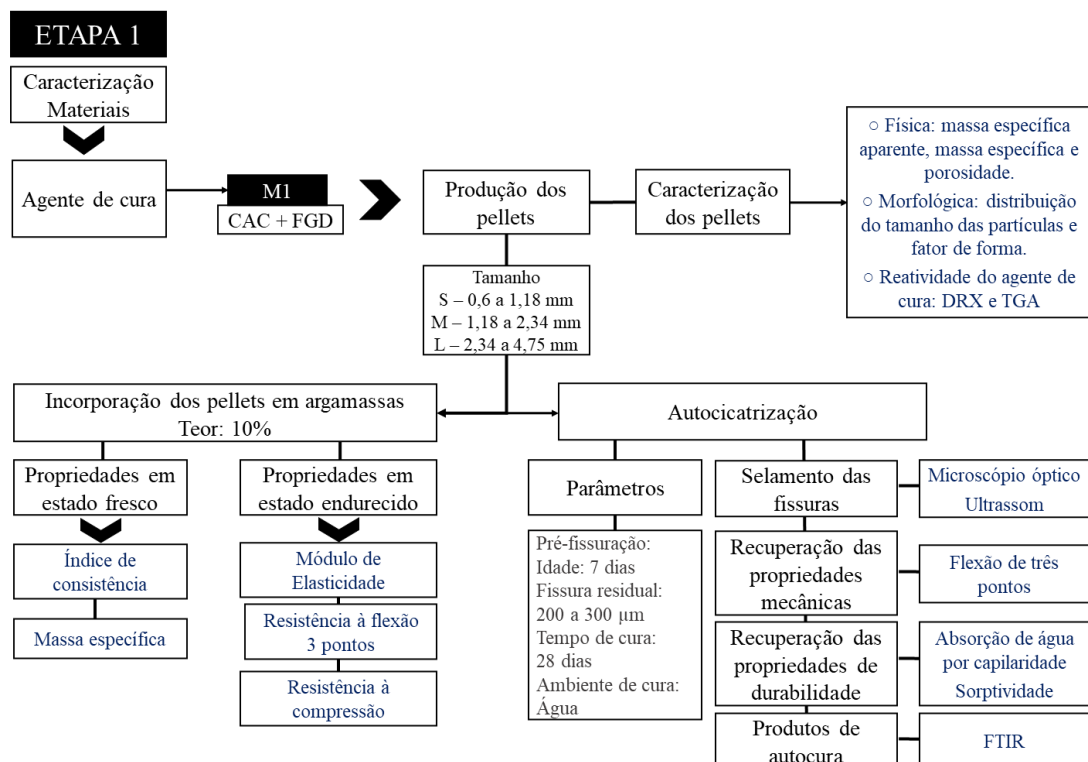 ETAPA 1
Caracterização
Materiais
Agente de cura
M1
CAC + FGD
Produção dos
pellets
Caracterização
dos pellets
○ Física: massa específica
aparente, massa específica e
porosidade.
○ Morfológica: distribuição
do tamanho das partículas e
fator de forma.
○ Reatividade do agente de
cura: DRX e TGA
Tamanho
S – 0,6 a 1,18 mm
M – 1,18 a 2,34 mm
L – 2,34 a 4,75 mm
Incorporação dos pellets em argamassas
Teor: 10%
Propriedades em
estado fresco
Índice de
consistência
Massa específica
Propriedades em
estado endurecido
Módulo de
Elasticidade
Resistência à flexão
3 pontos
Resistência à
compressão
Autocicatrização
Parâmetros
Pré-fissuração:
Idade: 7 dias
Fissura residual:
200 a 300 µm
Tempo de cura:
28 dias
Ambiente de cura:
Água
Selamento das
fissuras
Microscópio óptico
Ultrassom
Recuperação das
propriedades
mecânicas
Flexão de três
pontos
Recuperação das
propriedades de
durabilidade
Absorção de água
por capilaridade
Sorptividade
Produtos de
autocura
FTIR